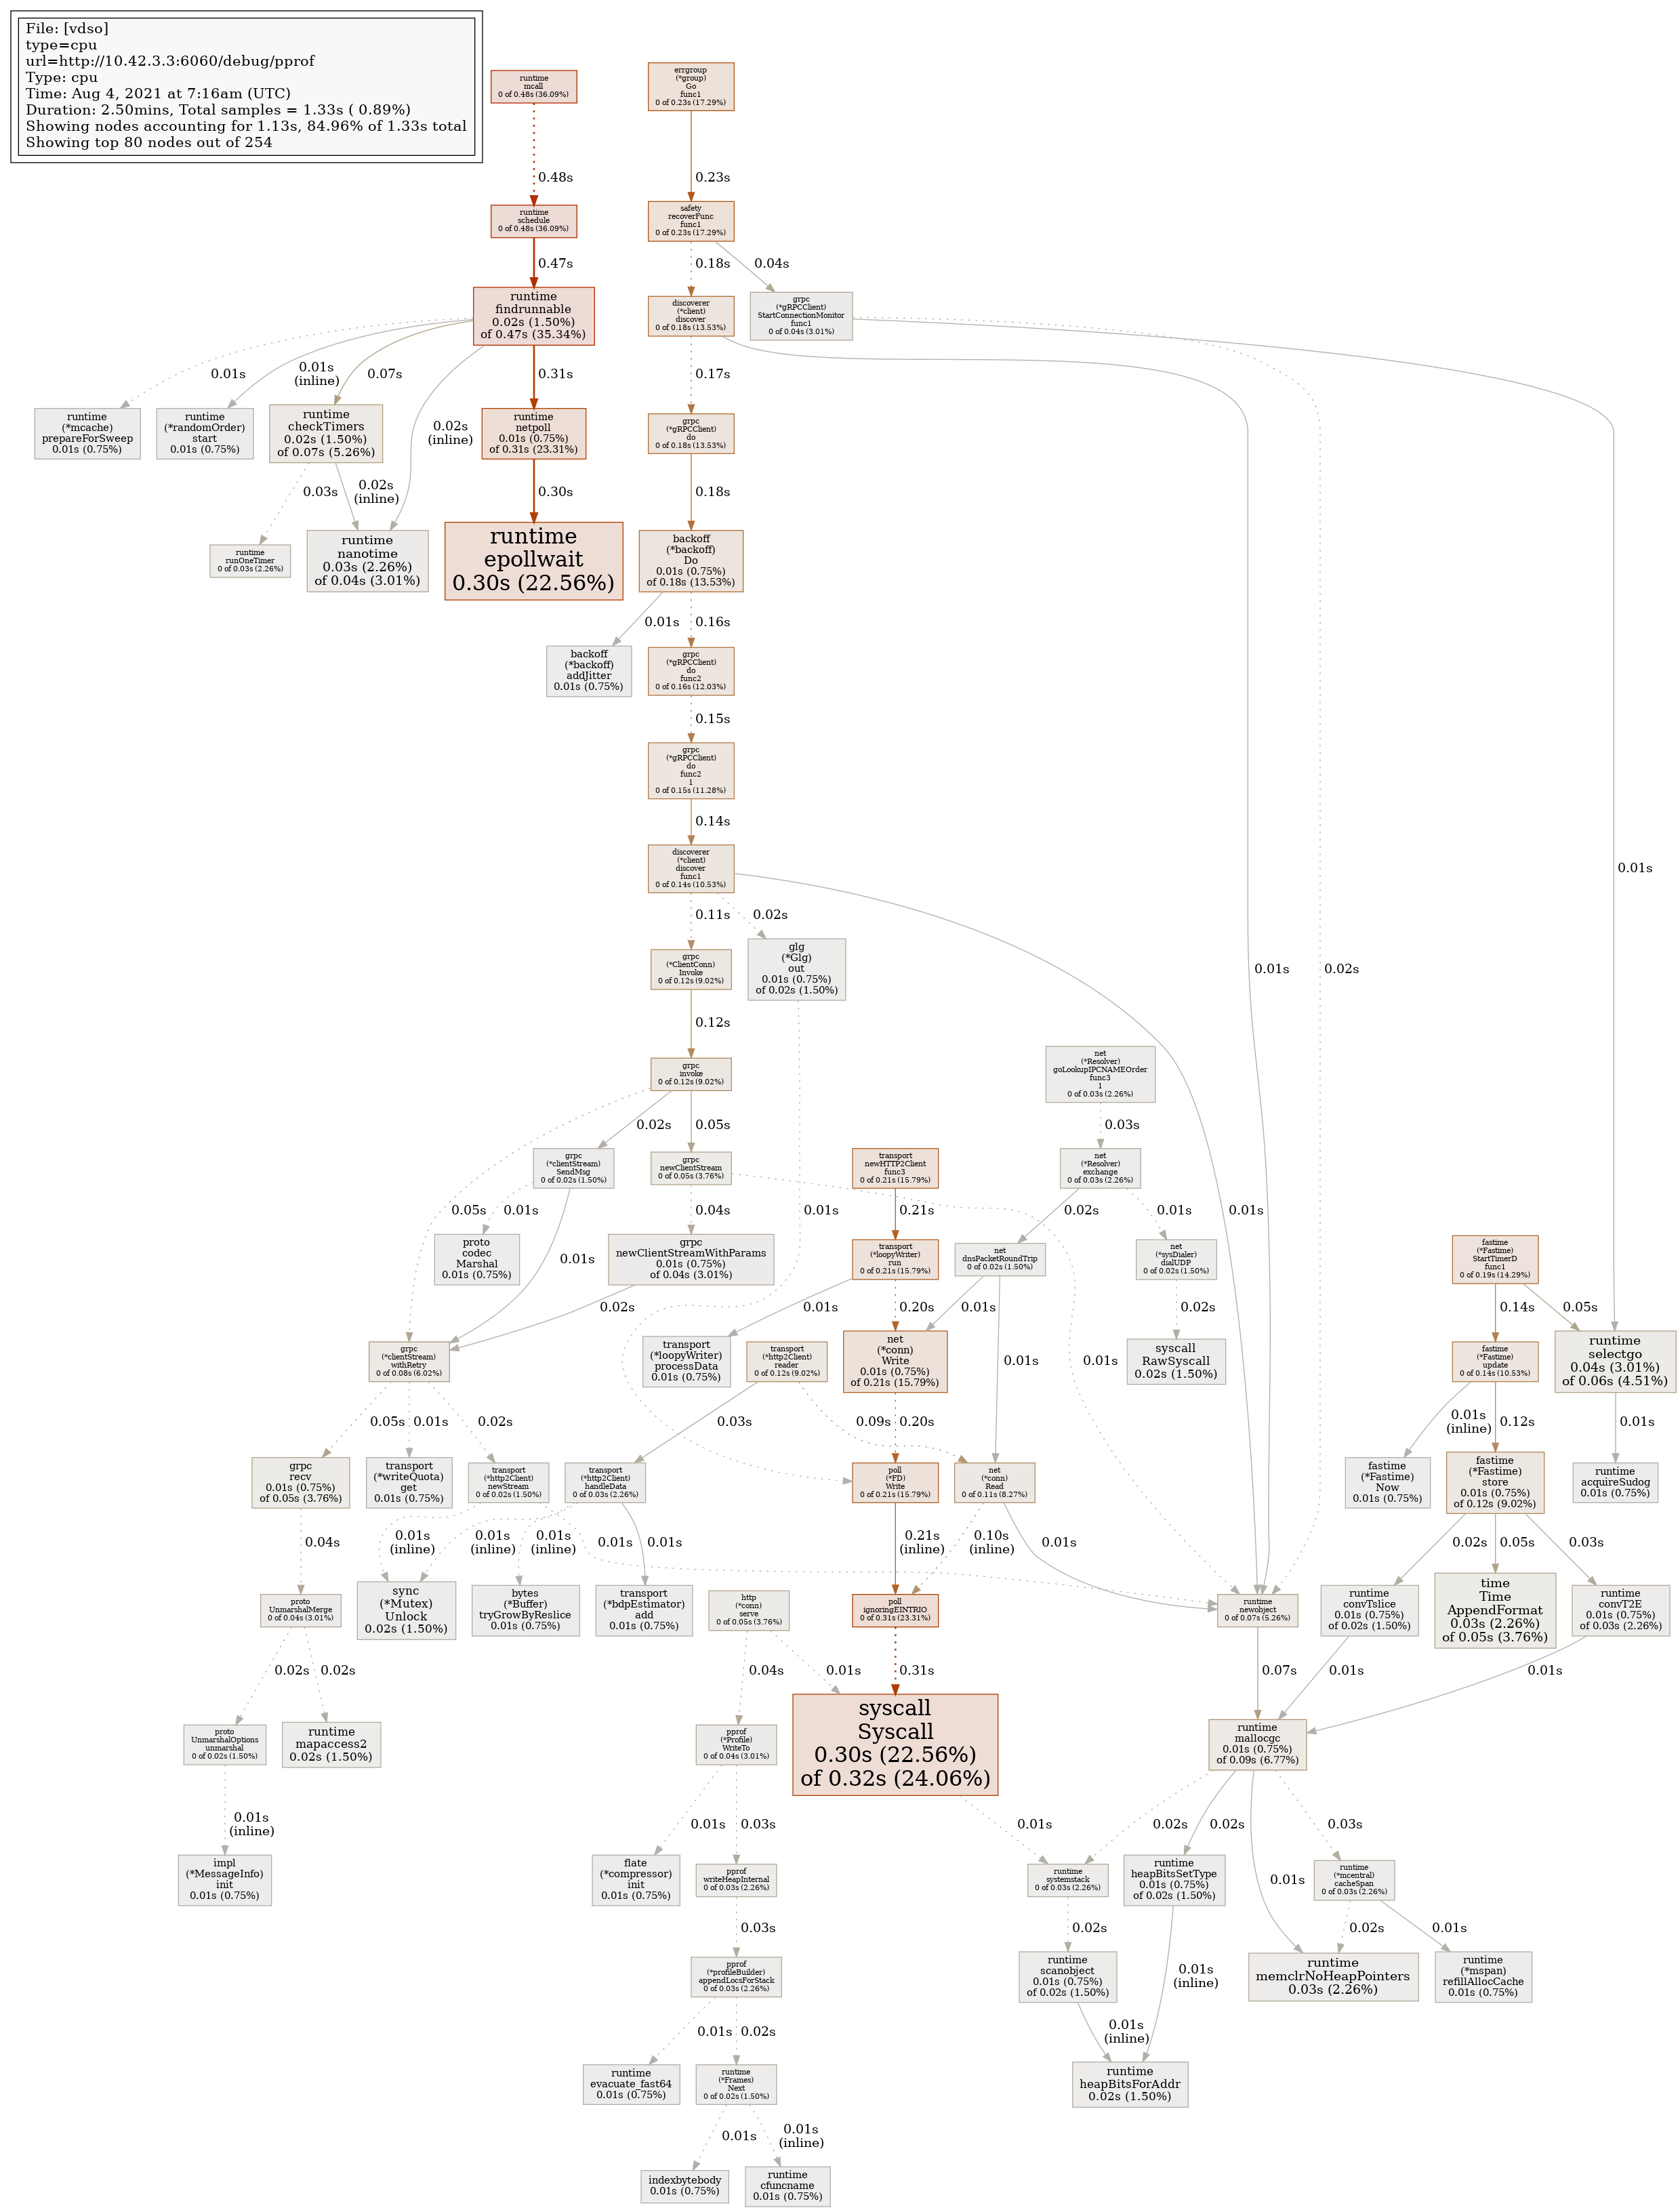 File: [vdso]
type=cpu
url=http://10.42.3.3:6060/debug/pprof
Type: cpu
Time: Aug 4, 2021 at 7:16am (UTC)
Duration: 2.50mins, Total samples = 1.33s ( 0.89%)
Showing nodes accounting for 1.13s, 84.96% of 1.33s total
Showing top 80 nodes out of 254
runtime
mcall
0 of 0.48s (36.09%)
errgroup
(*group)
Go
func1
0 of 0.23s (17.29%)
0.48s
0.23s
runtime
schedule
0 of 0.48s (36.09%)
safety
recoverFunc
func1
0 of 0.23s (17.29%)
0.47s
0.18s
0.04s
runtime
findrunnable
0.02s (1.50%)
of 0.47s (35.34%)
discoverer
(*client)
discover
0 of 0.18s (13.53%)
grpc
(*gRPCClient)
StartConnectionMonitor
func1
0 of 0.04s (3.01%)
0.01s
0.01s
(inline)
0.07s
0.02s
(inline)
0.31s
0.17s
runtime
(*mcache)
prepareForSweep
0.01s (0.75%)
runtime
(*randomOrder)
start
0.01s (0.75%)
runtime
checkTimers
0.02s (1.50%)
of 0.07s (5.26%)
runtime
netpoll
0.01s (0.75%)
of 0.31s (23.31%)
grpc
(*gRPCClient)
do
0 of 0.18s (13.53%)
0.03s
0.02s
(inline)
0.30s
0.18s
runtime
runOneTimer
0 of 0.03s (2.26%)
runtime
nanotime
0.03s (2.26%)
of 0.04s (3.01%)
runtime
epollwait
0.30s (22.56%)
backoff
(*backoff)
Do
0.01s (0.75%)
of 0.18s (13.53%)
0.01s
0.16s
backoff
(*backoff)
addJitter
0.01s (0.75%)
grpc
(*gRPCClient)
do
func2
0 of 0.16s (12.03%)
0.15s
grpc
(*gRPCClient)
do
func2
1
0 of 0.15s (11.28%)
0.14s
discoverer
(*client)
discover
func1
0 of 0.14s (10.53%)
0.01s
0.11s
0.02s
grpc
(*ClientConn)
Invoke
0 of 0.12s (9.02%)
glg
(*Glg)
out
0.01s (0.75%)
of 0.02s (1.50%)
0.01s
0.02s
0.12s
grpc
invoke
0 of 0.12s (9.02%)
net
(*Resolver)
goLookupIPCNAMEOrder
func3
1
0 of 0.03s (2.26%)
0.02s
0.05s
0.03s
grpc
(*clientStream)
SendMsg
0 of 0.02s (1.50%)
grpc
newClientStream
0 of 0.05s (3.76%)
transport
newHTTP2Client
func3
0 of 0.21s (15.79%)
net
(*Resolver)
exchange
0 of 0.03s (2.26%)
0.05s
0.01s
0.04s
0.01s
0.21s
0.02s
0.01s
0.01s
proto
codec
Marshal
0.01s (0.75%)
0.01s
grpc
newClientStreamWithParams
0.01s (0.75%)
of 0.04s (3.01%)
transport
(*loopyWriter)
run
0 of 0.21s (15.79%)
net
dnsPacketRoundTrip
0 of 0.02s (1.50%)
net
(*sysDialer)
dialUDP
0 of 0.02s (1.50%)
fastime
(*Fastime)
StartTimerD
func1
0 of 0.19s (14.29%)
0.02s
0.01s
0.20s
0.01s
0.02s
0.14s
0.05s
grpc
(*clientStream)
withRetry
0 of 0.08s (6.02%)
transport
(*loopyWriter)
processData
0.01s (0.75%)
transport
(*http2Client)
reader
0 of 0.12s (9.02%)
net
(*conn)
Write
0.01s (0.75%)
of 0.21s (15.79%)
0.01s
0.01s
syscall
RawSyscall
0.02s (1.50%)
fastime
(*Fastime)
update
0 of 0.14s (10.53%)
runtime
selectgo
0.04s (3.01%)
of 0.06s (4.51%)
0.05s
0.01s
0.02s
0.03s
0.09s
0.20s
0.01s
(inline)
0.12s
0.01s
grpc
recv
0.01s (0.75%)
of 0.05s (3.76%)
transport
(*writeQuota)
get
0.01s (0.75%)
transport
(*http2Client)
newStream
0 of 0.02s (1.50%)
transport
(*http2Client)
handleData
0 of 0.03s (2.26%)
poll
(*FD)
Write
0 of 0.21s (15.79%)
net
(*conn)
Read
0 of 0.11s (8.27%)
fastime
(*Fastime)
Now
0.01s (0.75%)
fastime
(*Fastime)
store
0.01s (0.75%)
of 0.12s (9.02%)
runtime
acquireSudog
0.01s (0.75%)
0.04s
0.01s
(inline)
0.01s
(inline)
0.01s
(inline)
0.01s
0.01s
0.21s
(inline)
0.10s
(inline)
0.01s
0.02s
0.05s
0.03s
proto
UnmarshalMerge
0 of 0.04s (3.01%)
sync
(*Mutex)
Unlock
0.02s (1.50%)
bytes
(*Buffer)
tryGrowByReslice
0.01s (0.75%)
transport
(*bdpEstimator)
add
0.01s (0.75%)
http
(*conn)
serve
0 of 0.05s (3.76%)
poll
ignoringEINTRIO
0 of 0.31s (23.31%)
runtime
newobject
0 of 0.07s (5.26%)
runtime
convTslice
0.01s (0.75%)
of 0.02s (1.50%)
time
Time
AppendFormat
0.03s (2.26%)
of 0.05s (3.76%)
runtime
convT2E
0.01s (0.75%)
of 0.03s (2.26%)
0.02s
0.02s
0.04s
0.01s
0.31s
0.07s
0.01s
0.01s
proto
UnmarshalOptions
unmarshal
0 of 0.02s (1.50%)
runtime
mapaccess2
0.02s (1.50%)
pprof
(*Profile)
WriteTo
0 of 0.04s (3.01%)
syscall
Syscall
0.30s (22.56%)
of 0.32s (24.06%)
runtime
mallocgc
0.01s (0.75%)
of 0.09s (6.77%)
0.01s
(inline)
0.01s
0.03s
0.01s
0.02s
0.02s
0.01s
0.03s
impl
(*MessageInfo)
init
0.01s (0.75%)
flate
(*compressor)
init
0.01s (0.75%)
pprof
writeHeapInternal
0 of 0.03s (2.26%)
runtime
systemstack
0 of 0.03s (2.26%)
runtime
heapBitsSetType
0.01s (0.75%)
of 0.02s (1.50%)
runtime
(*mcentral)
cacheSpan
0 of 0.03s (2.26%)
0.03s
0.02s
0.01s
(inline)
0.02s
0.01s
pprof
(*profileBuilder)
appendLocsForStack
0 of 0.03s (2.26%)
runtime
scanobject
0.01s (0.75%)
of 0.02s (1.50%)
runtime
memclrNoHeapPointers
0.03s (2.26%)
runtime
(*mspan)
refillAllocCache
0.01s (0.75%)
0.01s
0.02s
0.01s
(inline)
runtime
evacuate_fast64
0.01s (0.75%)
runtime
(*Frames)
Next
0 of 0.02s (1.50%)
runtime
heapBitsForAddr
0.02s (1.50%)
0.01s
0.01s
(inline)
indexbytebody
0.01s (0.75%)
runtime
cfuncname
0.01s (0.75%)